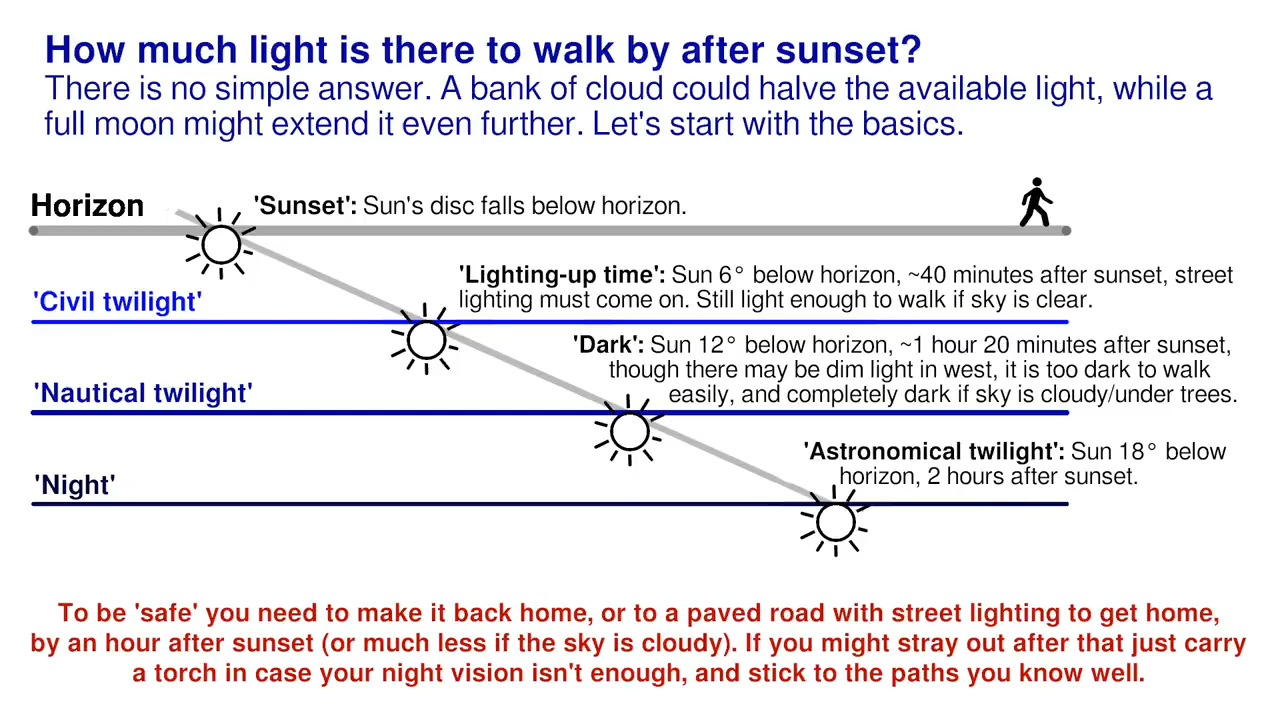 How much light is there to walk by after sunset?
There is no simple answer. A bank of cloud could halve the available light, while a
full moon might extend it even further. Let's start with the basics.
Horizon
'Sunset': Sun's disc falls below horizon.
'Lighting-up time': Sun 6° below horizon, ~40 minutes after sunset, street
lighting must come on. Still light enough to walk if sky is clear.
'Civil twilight'
'Dark': Sun 12° below horizon, ~1 hour 20 minutes after sunset,
though there may be dim light in west, it is too dark to walk
easily, and completely dark if sky is cloudy/under trees.
'Nautical twilight'
'Astronomical twilight': Sun 18° below
horizon, 2 hours after sunset.
'Night'
To be 'safe' you need to make it back home, or to a paved road with street lighting to get home,
by an hour after sunset (or much less if the sky is cloudy). If you might stray out after that just carry
a torch in case your night vision isn't enough, and stick to the paths you know well.